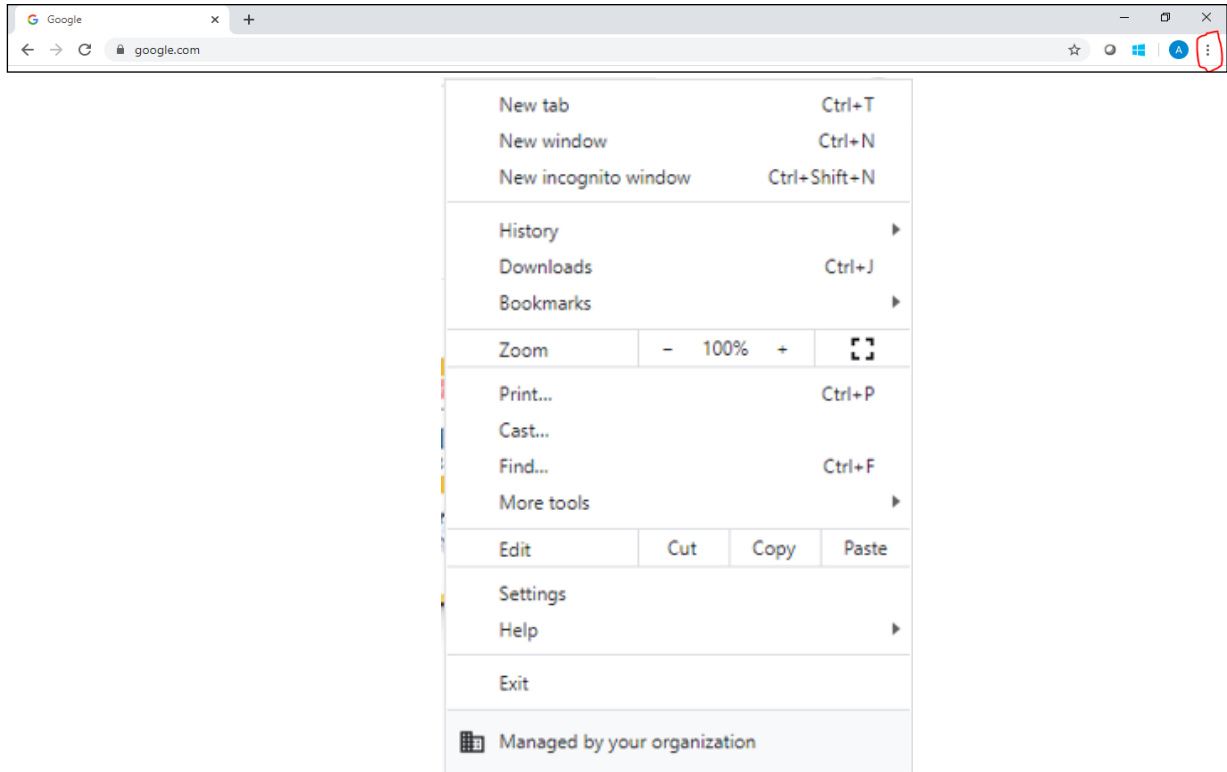 Google
google.com
A
New tab Ctrl+T
New window Ctrl+N
New incognito window Ctrl+Shift+N
History
Downloads Ctrl+J
Bookmarks
Zoom - 100% +
Print... Ctrl+P
Cast...
Find... Ctrl+F
More tools
Edit Cut Copy Paste
Settings
Help
Exit
Managed by your organization